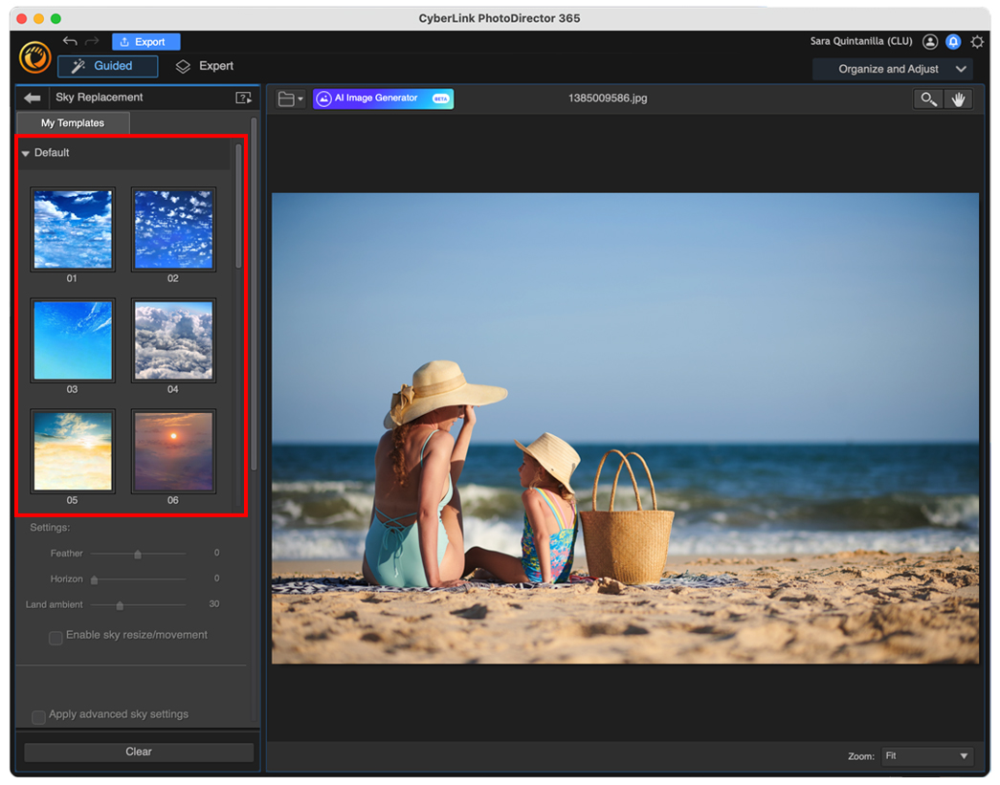 CyberLink PhotoDirector 365
Export
Sara Quintanilla (CLU)
Guided
Expert
Organize and Adjust
Sky Replacement
AI Image Generator BETA
1385009586.jpg
My Templates
Default
01
02
03
04
05
06
Settings:
Feather 0
Horizon 0
Land ambient 30
Enable sky resize/movement
Apply advanced sky settings
Clear
Zoom: Fit